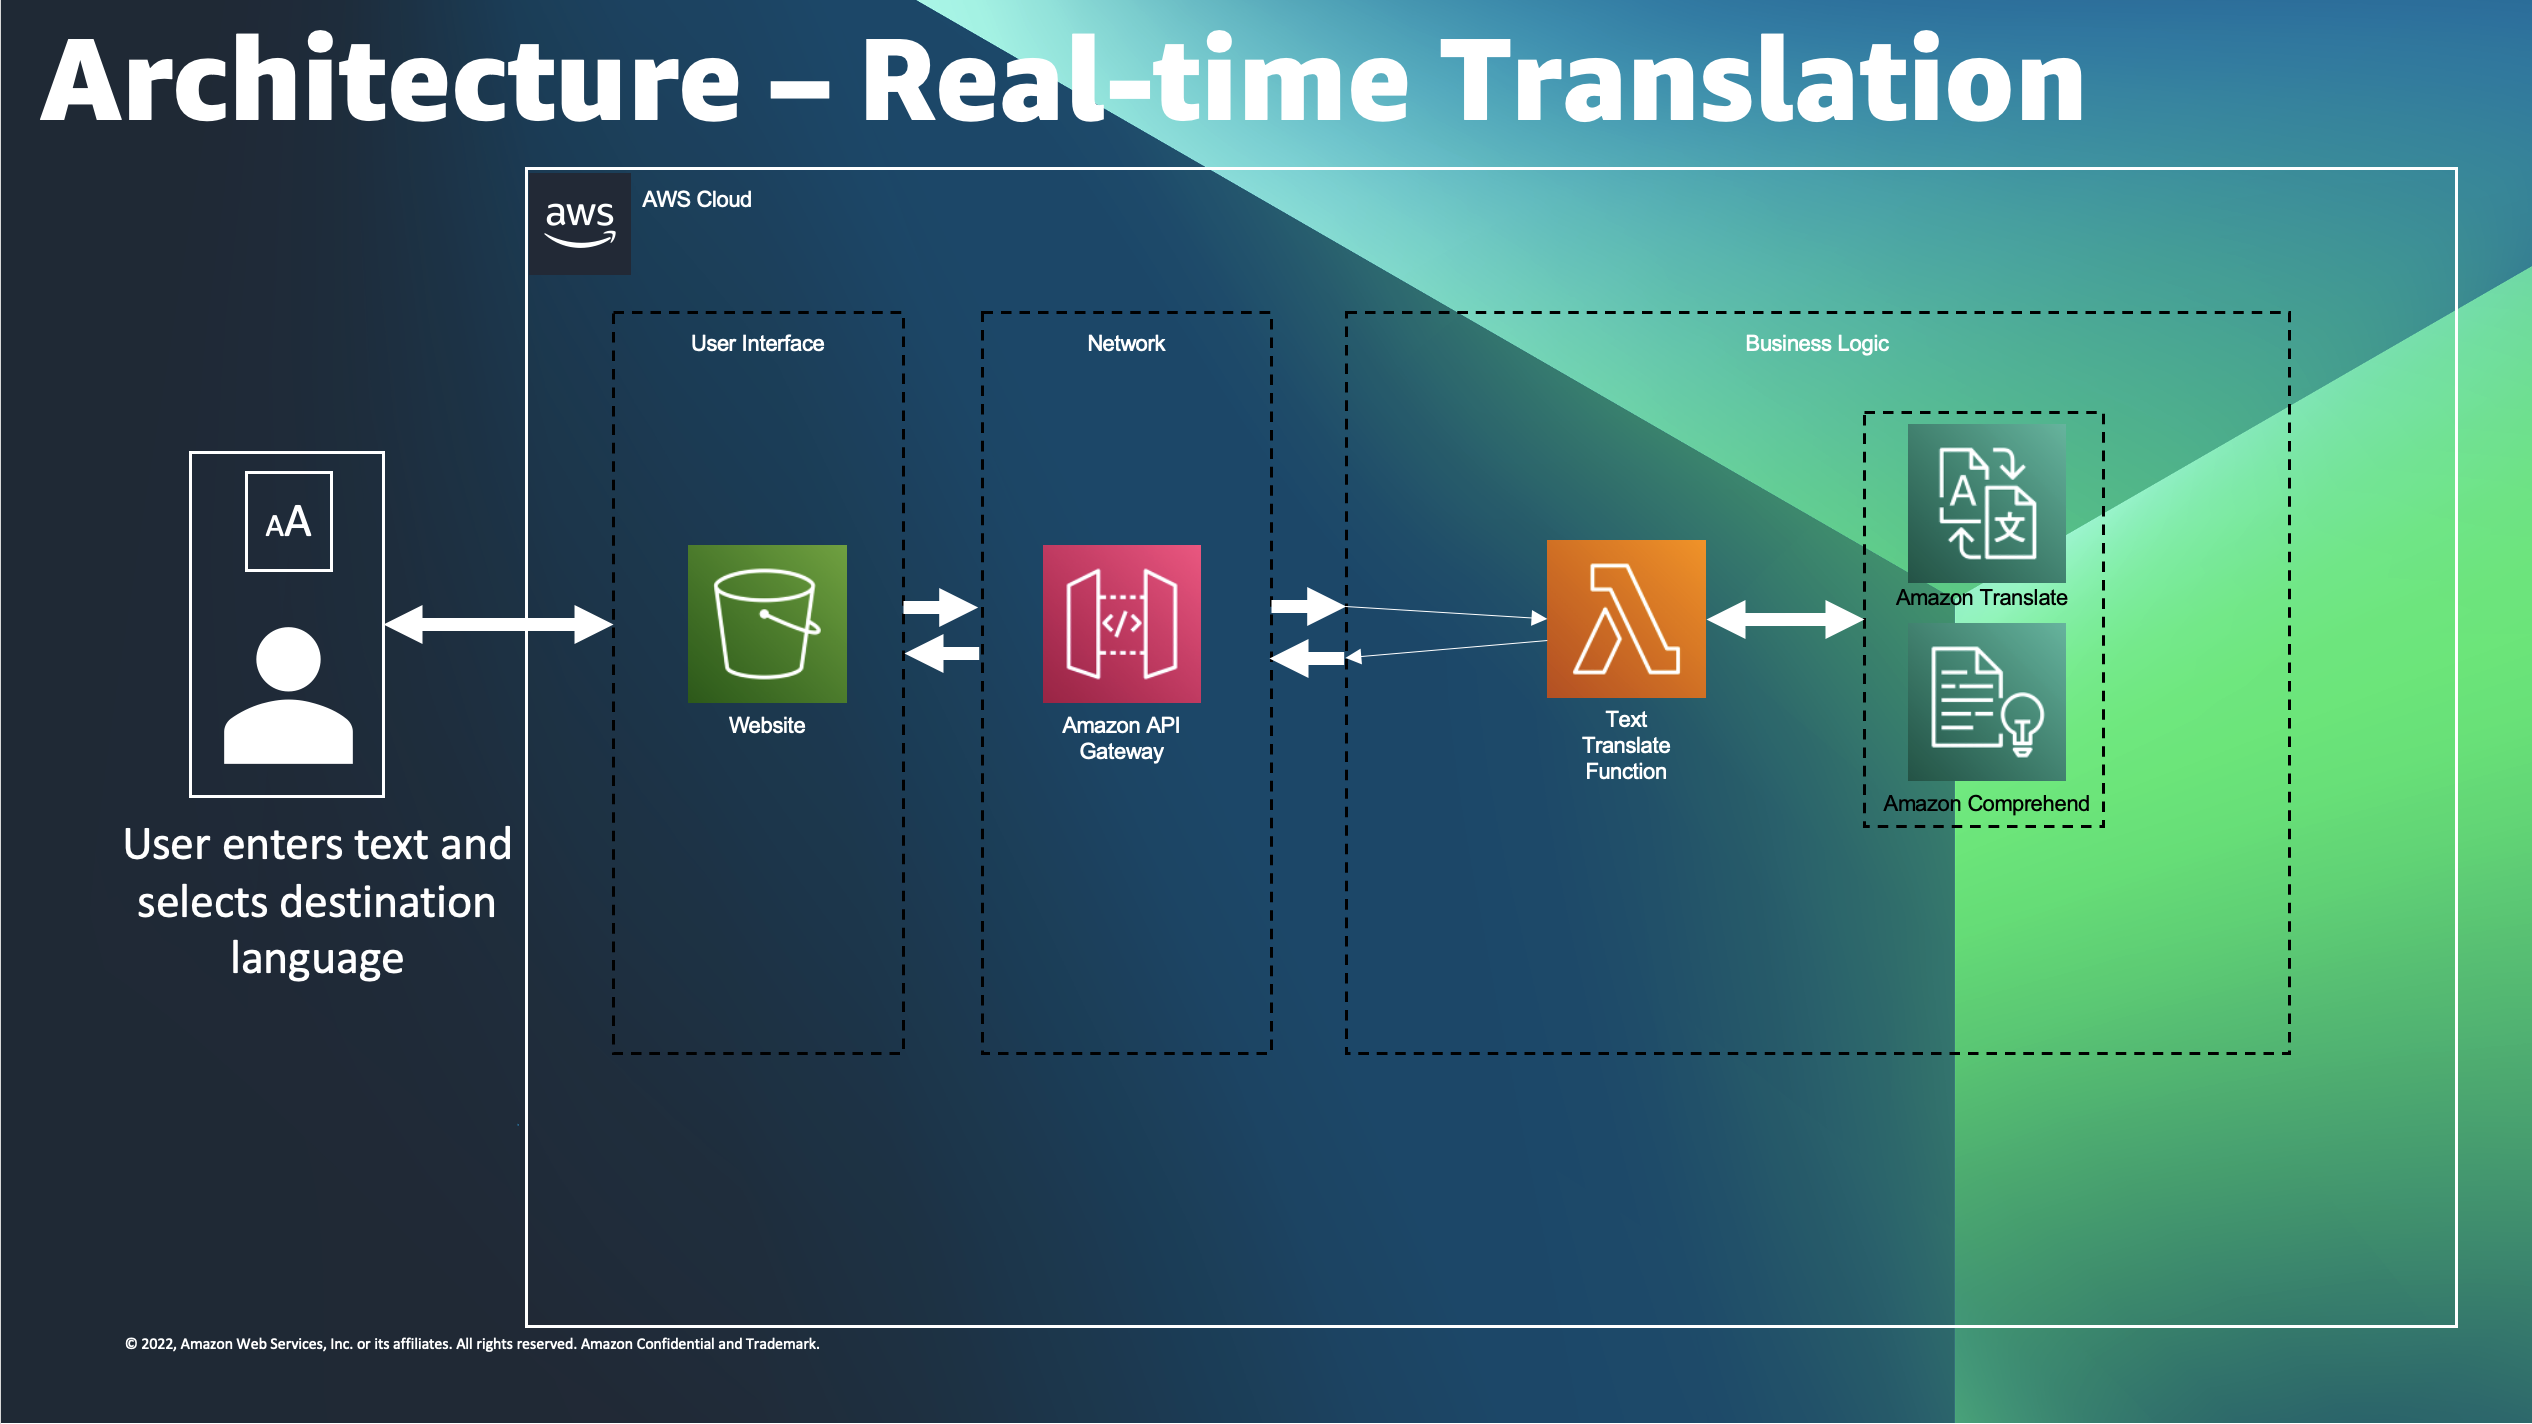 Architecture – Real-time Translation
aws
AWS Cloud
User Interface
Network
Business Logic
AA
A
文
Amazon Translate
</>
Website
Amazon API
Gateway
Text
Translate
Function
Amazon Comprehend
User enters text and
selects destination
language
© 2022, Amazon Web Services, Inc. or its affiliates. All rights reserved. Amazon Confidential and Trademark.